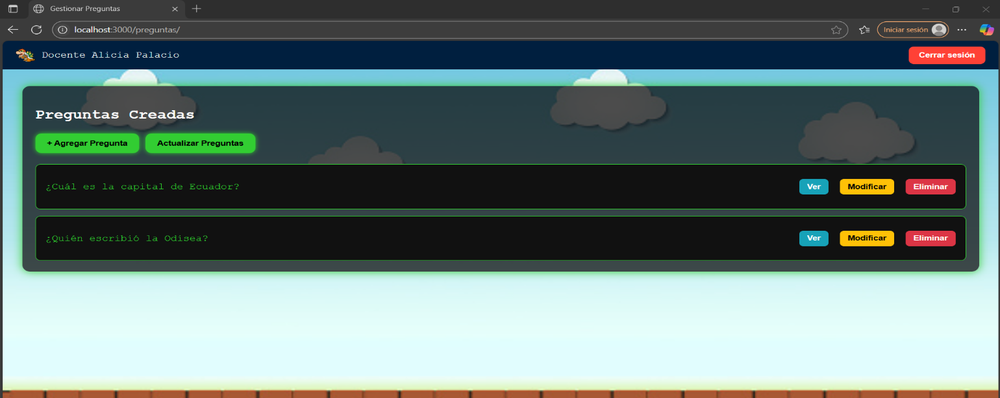 Gestionar Preguntas
localhost:3000/preguntas/
Iniciar sesión
Docente Alicia Palacio
Cerrar sesión
Preguntas Creadas
+ Agregar Pregunta
Actualizar Preguntas
¿Cuál es la capital de Ecuador?
Ver
Modificar
Eliminar
¿Quién escribió la Odisea?
Ver
Modificar
Eliminar